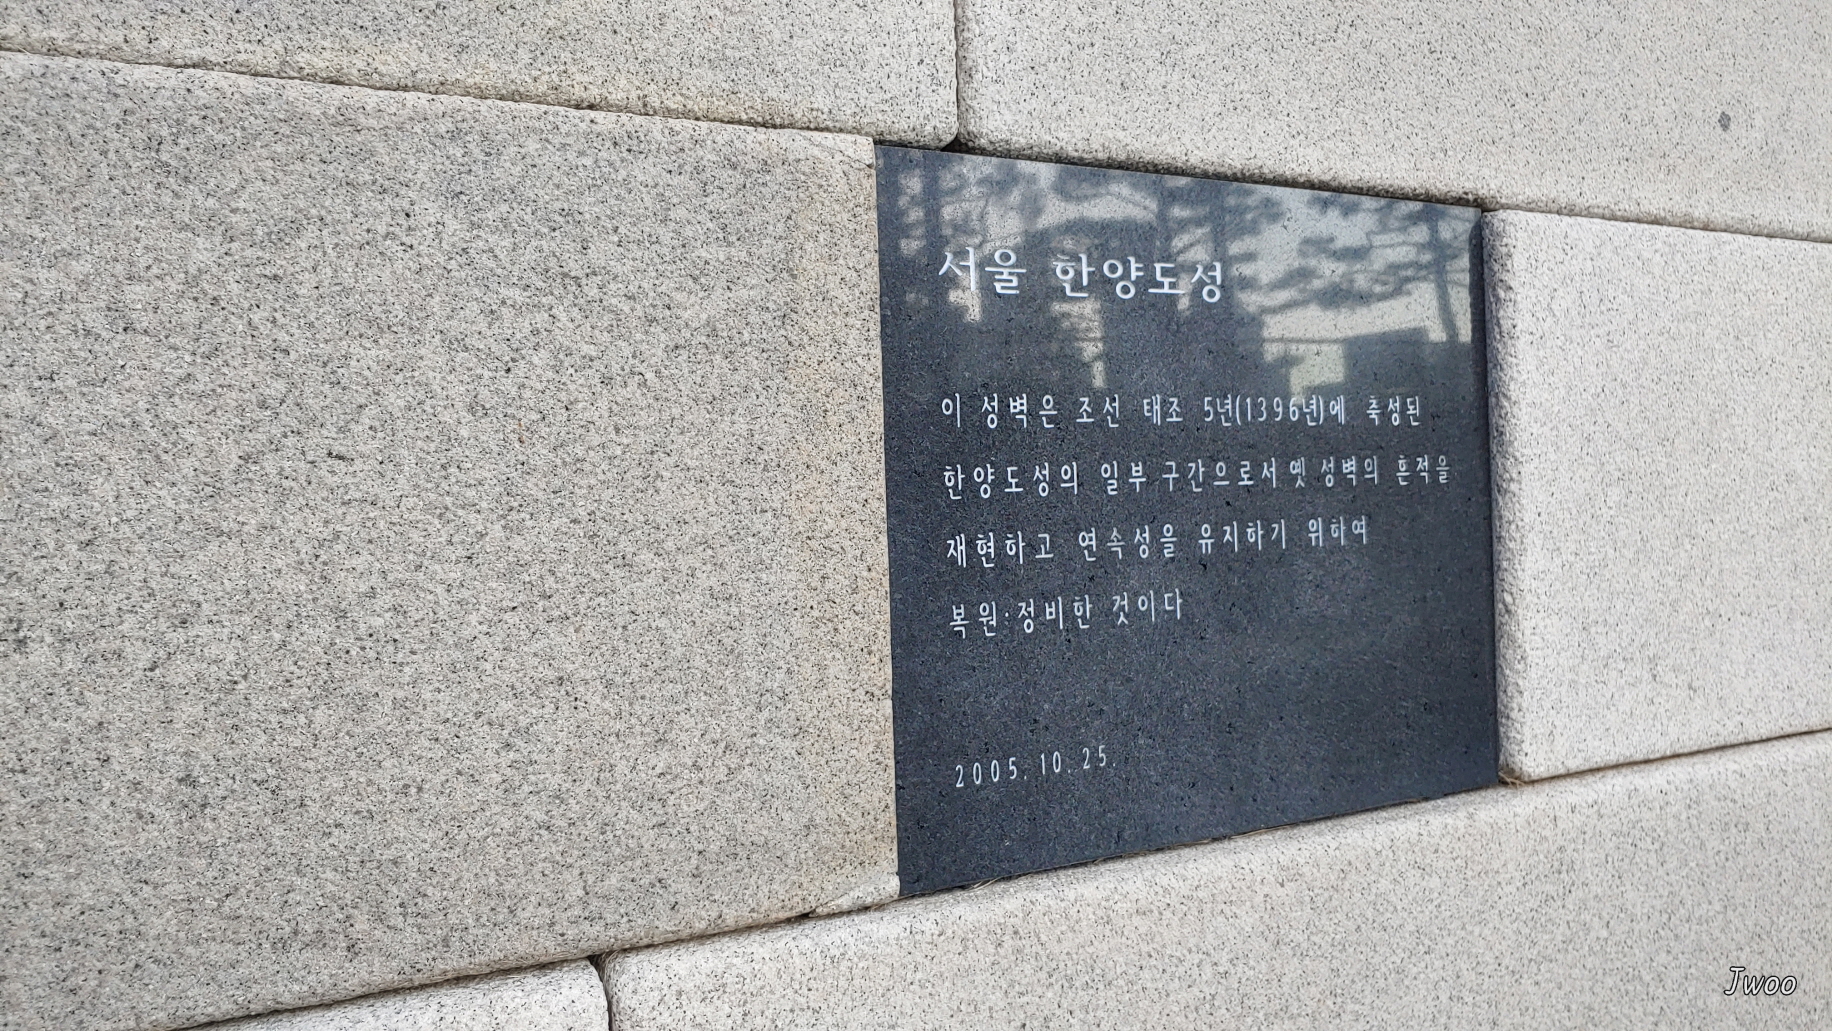 서울 한양도성
이 성벽은 조선 태조 5년(1396년)에 축성된
한양도성의 일부 구간으로서 옛 성벽의 흔적을
재현하고 연속성을 유지하기 위하여
복원·정비한 것이다
2005.10.25.
Jwoo